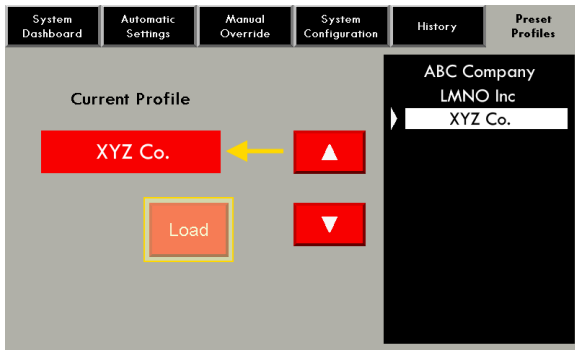 System
Dashboard
Automatic
Settings
Manual
Override
System
Configuration
History
Preset
Profiles
Current Profile
XYZ Co.
Load
ABC Company
LMNO Inc
XYZ Co.